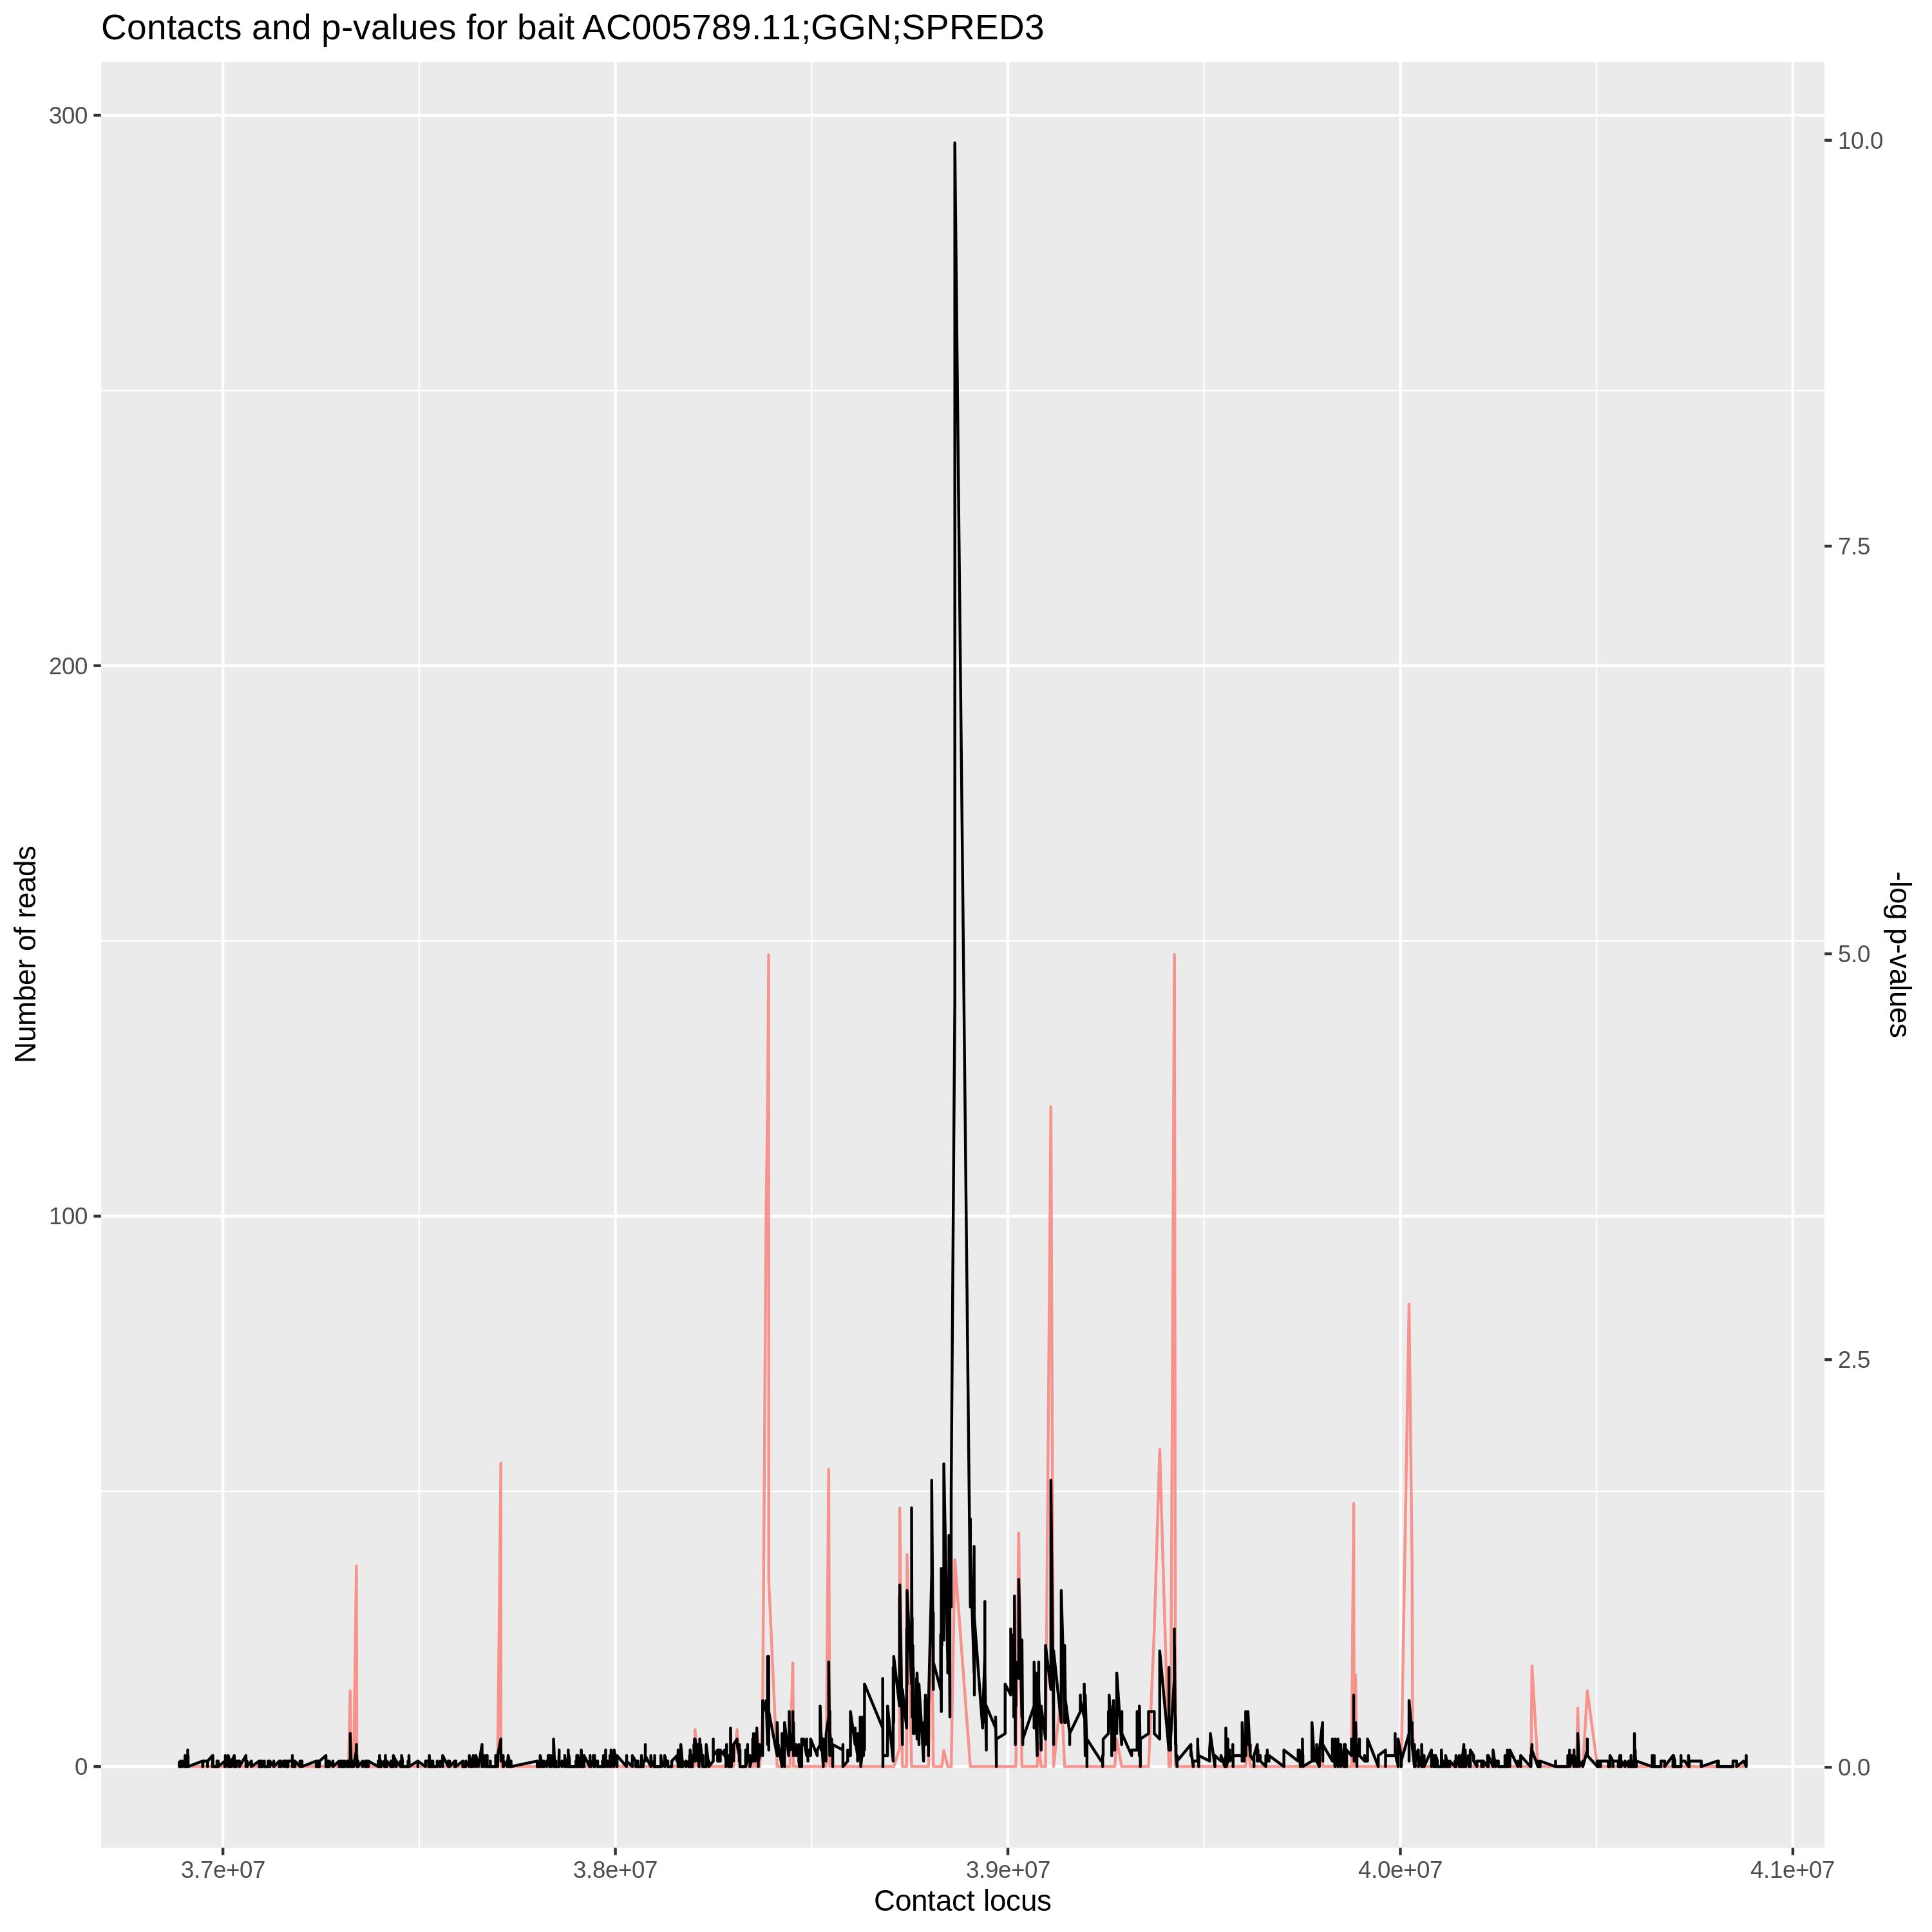 Contacts and p-values for bait AC005789.11;GGN;SPRED3
300
200
100
0
Number of reads
10.0
7.5
5.0
2.5
0.0
-log p-values
3.7e+07
3.8e+07
3.9e+07
4.0e+07
4.1e+07
Contact locus